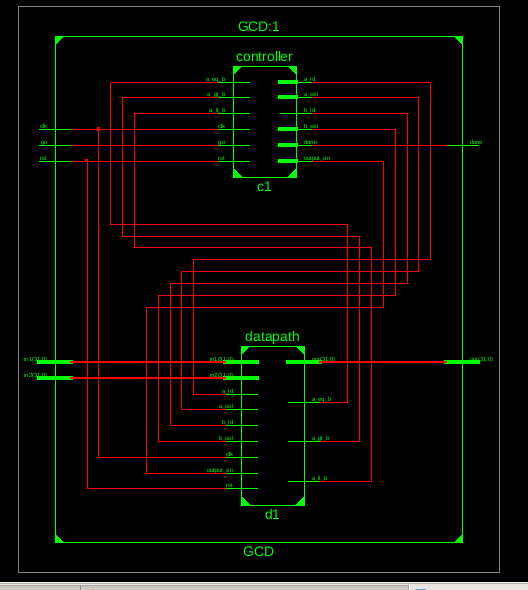 GCD:1
controller
a_eq_b
a_ld
a_gt_b
a_sel
a_lt_b
b_ld
clk
clk
b_sel
go
go
done
done
rst
rst
output_en
c1
datapath
in1(31:0)
in1(31:0)
out(31:0)
out(31:0)
in2(31:0)
in2(31:0)
a_ld
a_eq_b
a_sel
b_ld
b_sel
a_gt_b
clk
output_en
a_lt_b
rst
d1
GCD